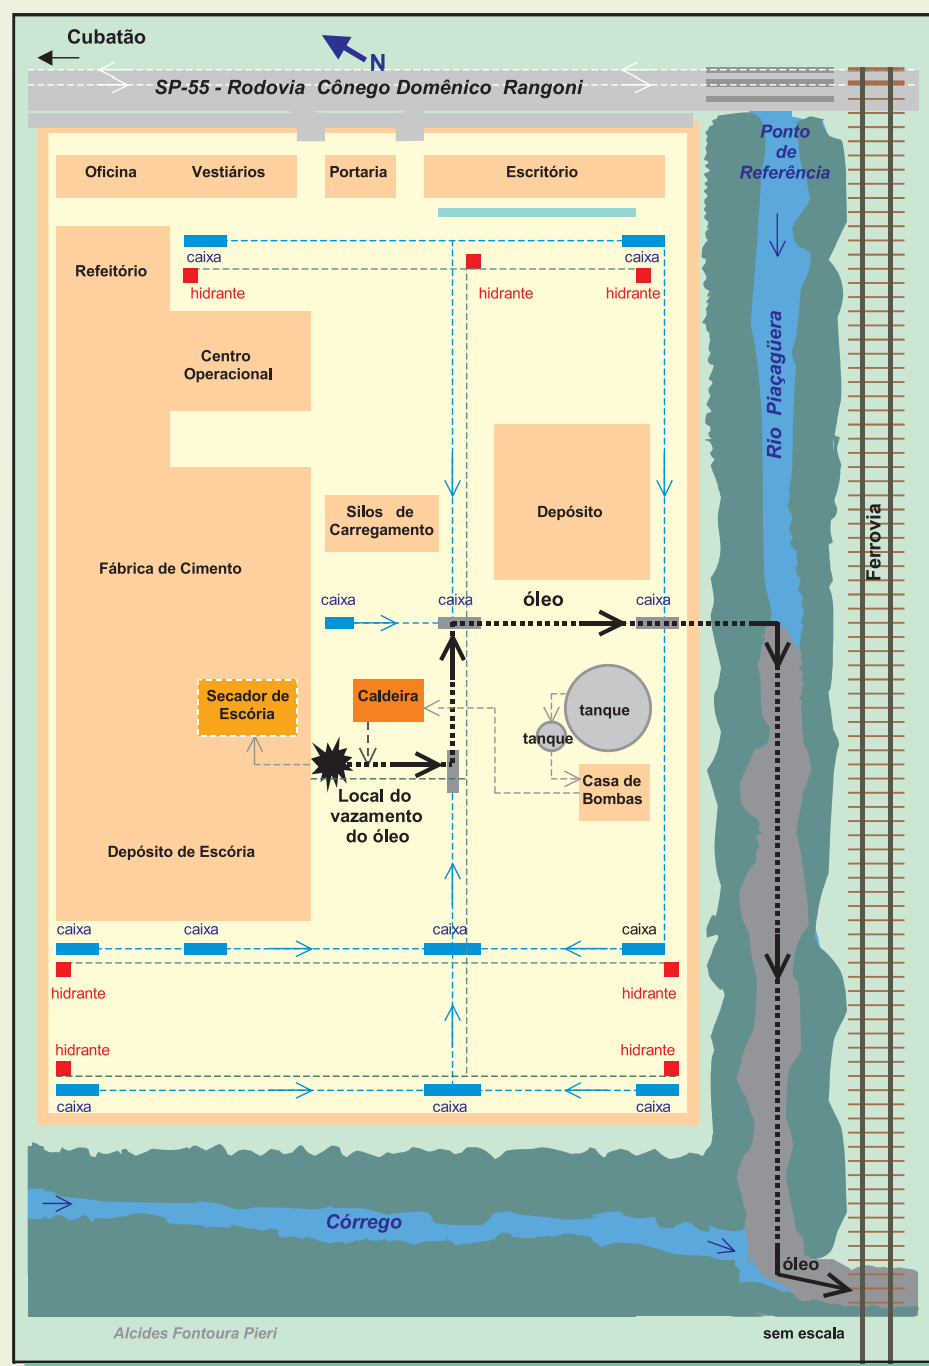 Cubatão
N
SP-55 - Rodovia Cônego Domênico Rangoni
Ponto
de
Referência
Oficina
Vestiários
Portaria
Escritório
Refeitório
caixa
caixa
hidrante
hidrante
hidrante
Centro
Operacional
Rio Piaçagüera
Silos de
Carregamento
Depósito
Ferrovia
Fábrica de Cimento
caixa
caixa
óleo
caixa
Secador de
Escória
Caldeira
tanque
tanque
Casa de
Bombas
Local do
vazamento
do óleo
Depósito de Escória
caixa
caixa
caixa
caixa
hidrante
hidrante
hidrante
hidrante
caixa
caixa
caixa
Córrego
óleo
Alcides Fontoura Pieri
sem escala